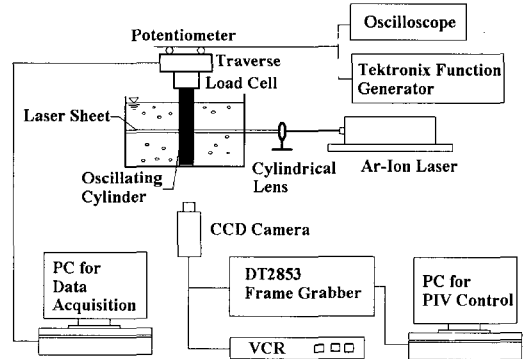 Oscilloscope
Potentiometer
Traverse
Load Cell
Tektronix Function
Generator
Laser Sheet
Oscillating
Cylinder
Cylindrical
Lens
Ar-Ion Laser
CCD Camera
PC for
Data
Acquisition
DT2853
Frame Grabber
PC for
PIV Control
VCR